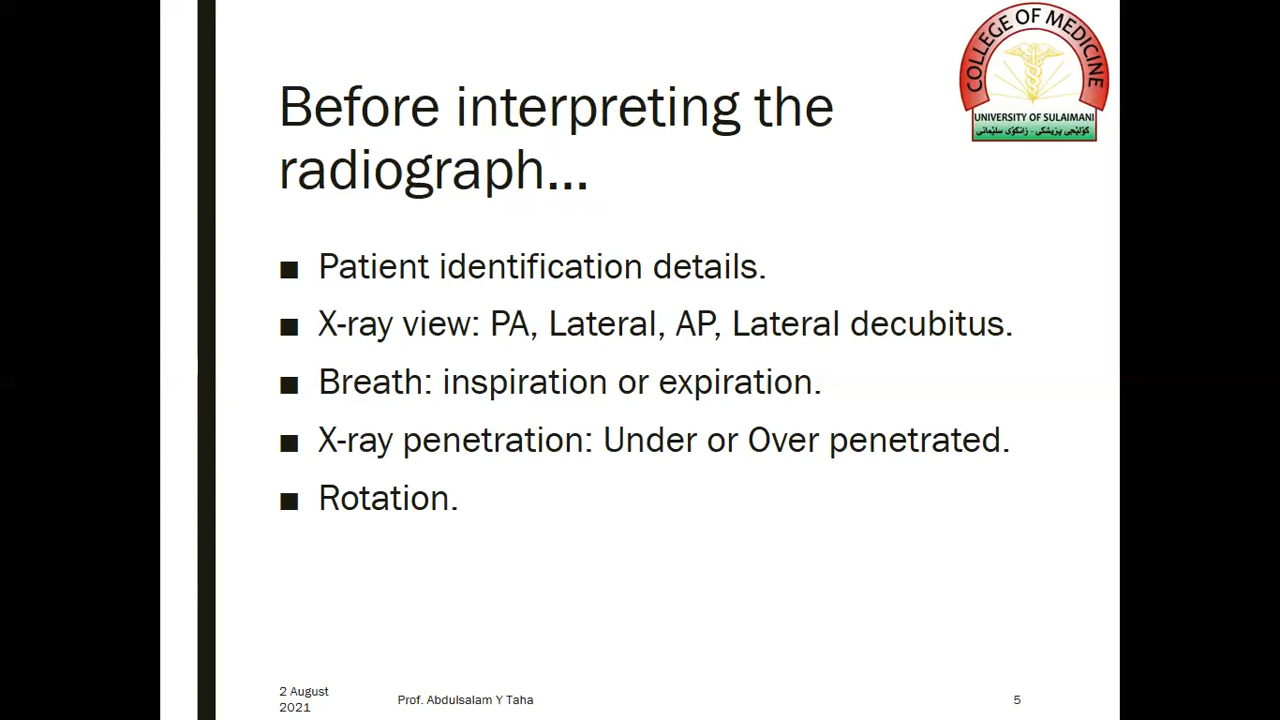 COLLEGE OF MEDICINE
UNIVERSITY OF SULAIMANI
كۆلێجی پزیشکی - زانكۆی سلێمانی
Before interpreting the
radiograph...
■ Patient identification details.
■ X-ray view: PA, Lateral, AP, Lateral decubitus.
■ Breath: inspiration or expiration.
■ X-ray penetration: Under or Over penetrated.
■ Rotation.
2 August
2021
Prof. Abdulsalam Y Taha
5